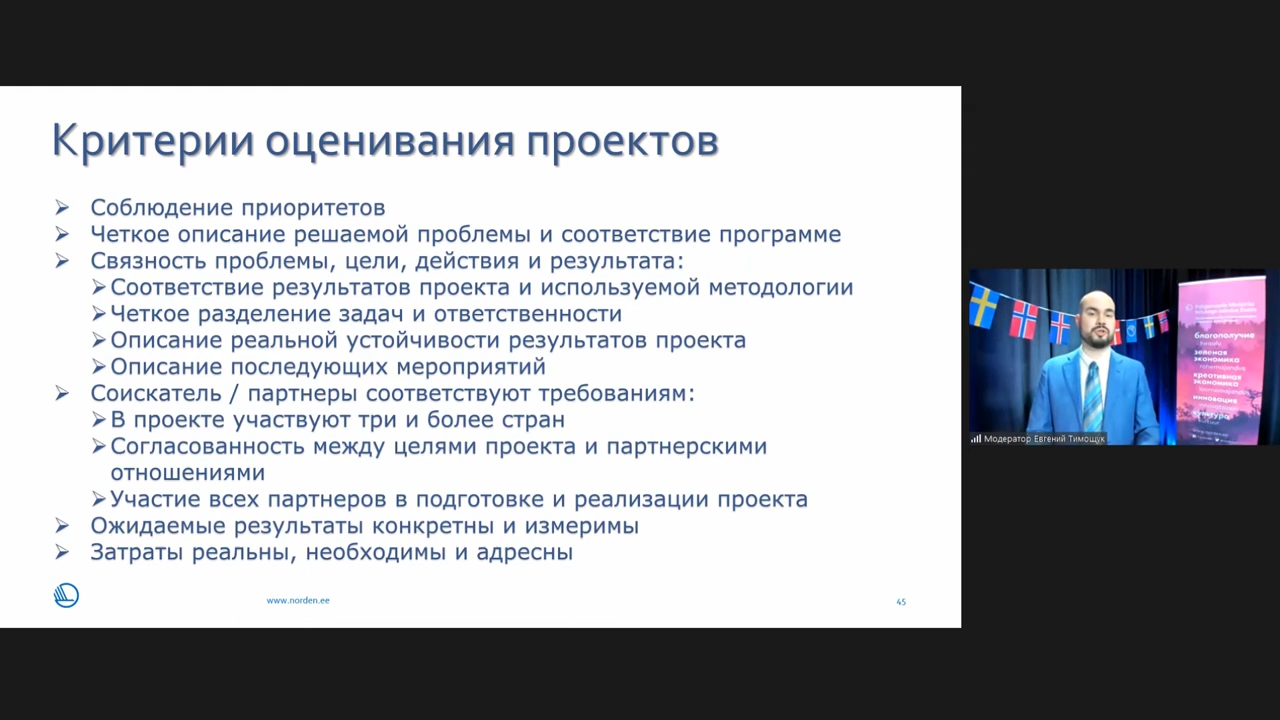 Критерии оценивания проектов
➢ Соблюдение приоритетов
➢ Четкое описание решаемой проблемы и соответствие программе
➢ Связность проблемы, цели, действия и результата:
➢Соответствие результатов проекта и используемой методологии
➢Четкое разделение задач и ответственности
➢Описание реальной устойчивости результатов проекта
➢Описание последующих мероприятий
➢ Соискатель / партнеры соответствуют требованиям:
➢В проекте участвуют три и более стран
➢Согласованность между целями проекта и партнерскими
отношениями
➢Участие всех партнеров в подготовке и реализации проекта
➢ Ожидаемые результаты конкретны и измеримы
➢ Затраты реальны, необходимы и адресны
www.norden.ee
45
благополучие
зеленая
экономика
креативная
экономика
инновация
культура
Модератор Евгений Тимощук